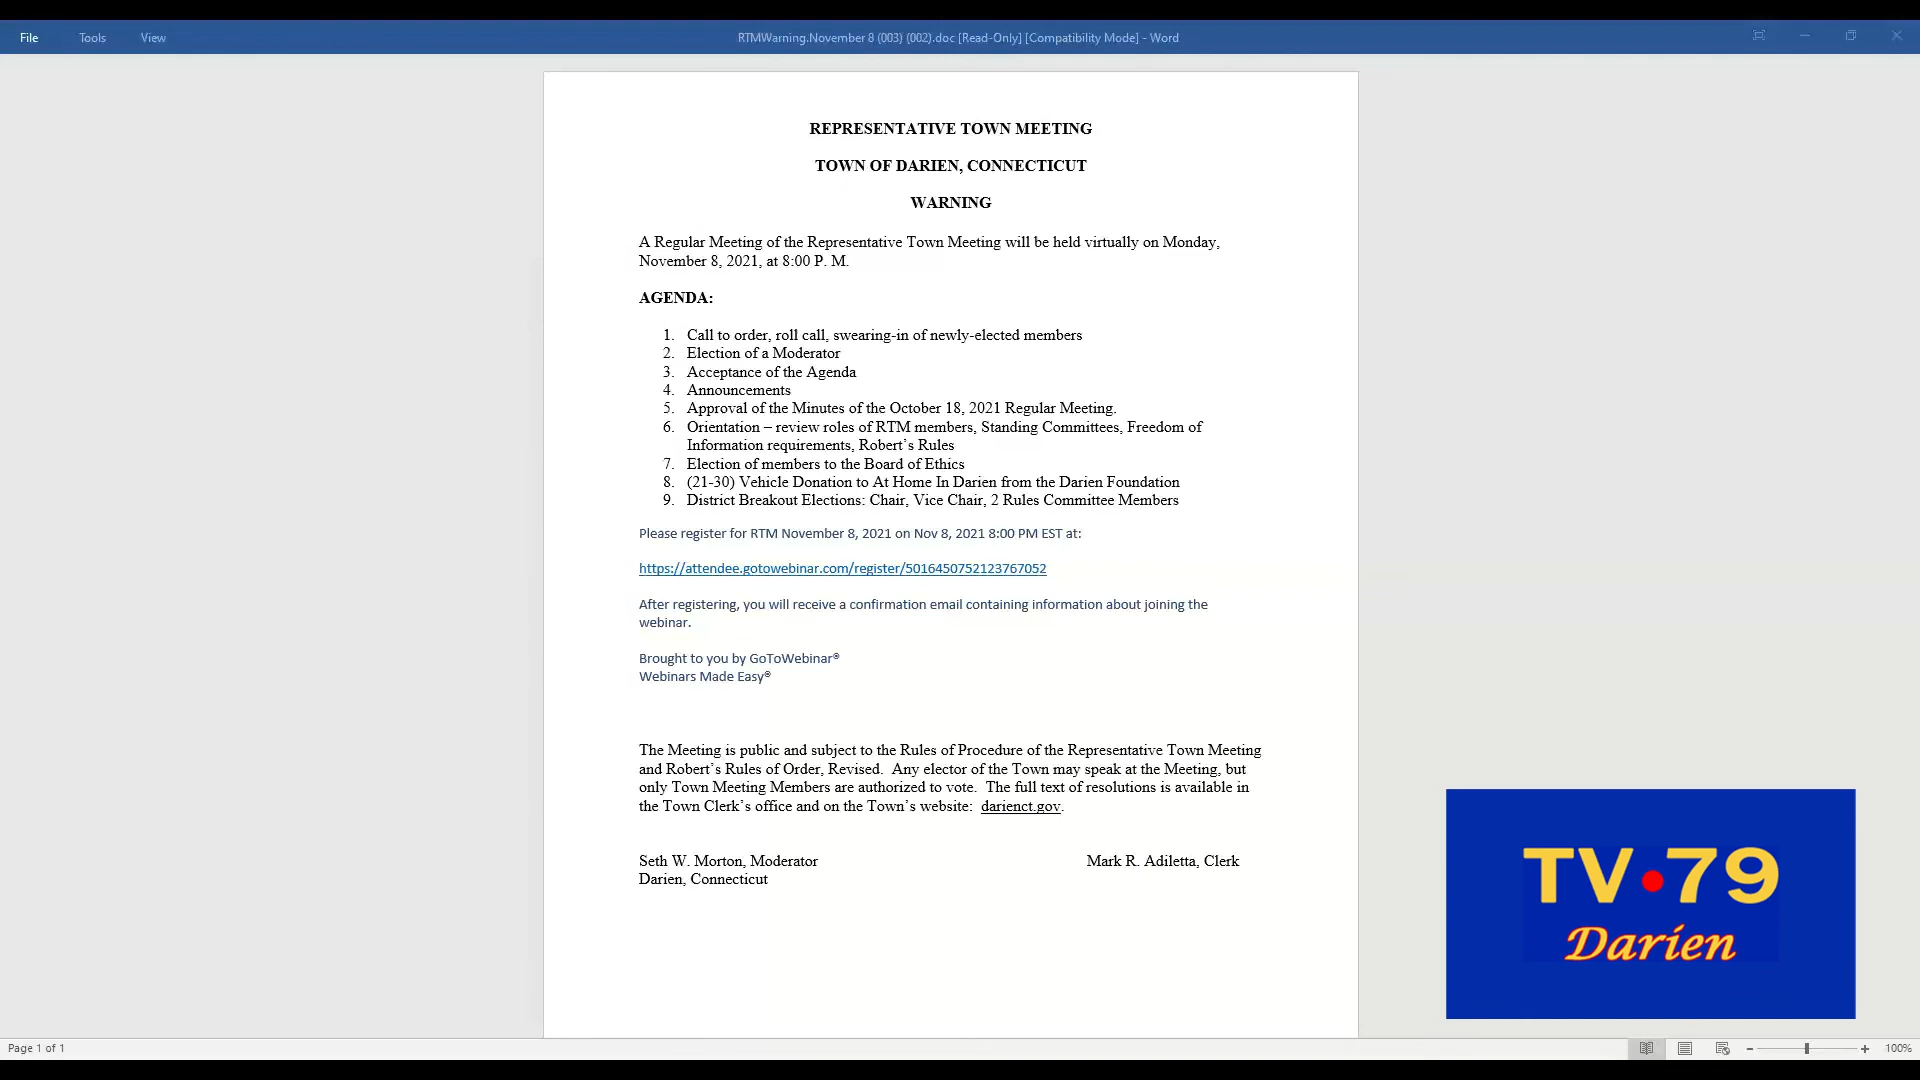 File Tools View RTMWarning.November 8 (003) (002).doc [Read-Only] [Compatibility Mode] - Word
REPRESENTATIVE TOWN MEETING
TOWN OF DARIEN, CONNECTICUT
WARNING
A Regular Meeting of the Representative Town Meeting will be held virtually on Monday,
November 8, 2021, at 8:00 P. M.
AGENDA:
1. Call to order, roll call, swearing-in of newly-elected members
2. Election of a Moderator
3. Acceptance of the Agenda
4. Announcements
5. Approval of the Minutes of the October 18, 2021 Regular Meeting.
6. Orientation – review roles of RTM members, Standing Committees, Freedom of
Information requirements, Robert’s Rules
7. Election of members to the Board of Ethics
8. (21-30) Vehicle Donation to At Home In Darien from the Darien Foundation
9. District Breakout Elections: Chair, Vice Chair, 2 Rules Committee Members
Please register for RTM November 8, 2021 on Nov 8, 2021 8:00 PM EST at:
https://attendee.gotowebinar.com/register/5016450752123767052
After registering, you will receive a confirmation email containing information about joining the
webinar.
Brought to you by GoToWebinar®
Webinars Made Easy®
The Meeting is public and subject to the Rules of Procedure of the Representative Town Meeting
and Robert’s Rules of Order, Revised. Any elector of the Town may speak at the Meeting, but
only Town Meeting Members are authorized to vote. The full text of resolutions is available in
the Town Clerk’s office and on the Town’s website: darienct.gov.
Seth W. Morton, Moderator Mark R. Adiletta, Clerk
Darien, Connecticut
TV•79
Darien
Page 1 of 1 100%